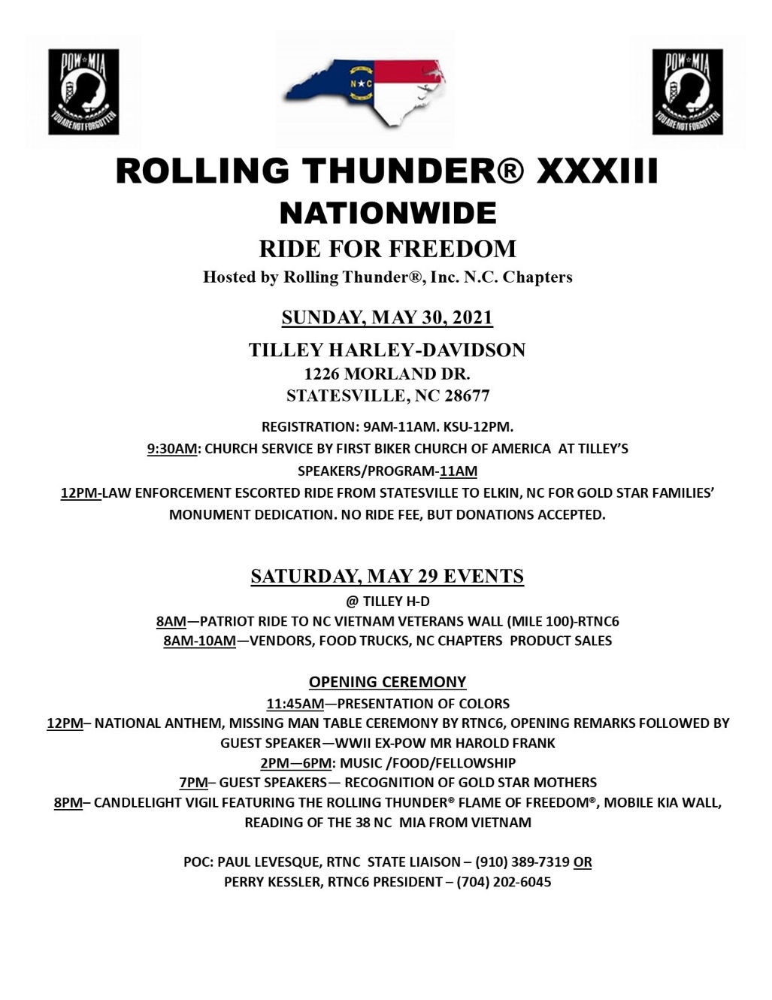 POW★MIA
YOU ARE NOT FORGOTTEN
N★C
POW★MIA
YOU ARE NOT FORGOTTEN
ROLLING THUNDER® XXXIII
NATIONWIDE
RIDE FOR FREEDOM
Hosted by Rolling Thunder®, Inc. N.C. Chapters
SUNDAY, MAY 30, 2021
TILLEY HARLEY-DAVIDSON
1226 MORLAND DR.
STATESVILLE, NC 28677
REGISTRATION: 9AM-11AM. KSU-12PM.
9:30AM: CHURCH SERVICE BY FIRST BIKER CHURCH OF AMERICA  AT TILLEY'S
SPEAKERS/PROGRAM-11AM
12PM-LAW ENFORCEMENT ESCORTED RIDE FROM STATESVILLE TO ELKIN, NC FOR GOLD STAR FAMILIES'
MONUMENT DEDICATION. NO RIDE FEE, BUT DONATIONS ACCEPTED.
SATURDAY, MAY 29 EVENTS
@ TILLEY H-D
8AM—PATRIOT RIDE TO NC VIETNAM VETERANS WALL (MILE 100)-RTNC6
8AM-10AM—VENDORS, FOOD TRUCKS, NC CHAPTERS  PRODUCT SALES
OPENING CEREMONY
11:45AM—PRESENTATION OF COLORS
12PM– NATIONAL ANTHEM, MISSING MAN TABLE CEREMONY BY RTNC6, OPENING REMARKS FOLLOWED BY
GUEST SPEAKER—WWII EX-POW MR HAROLD FRANK
2PM—6PM: MUSIC /FOOD/FELLOWSHIP
7PM– GUEST SPEAKERS— RECOGNITION OF GOLD STAR MOTHERS
8PM– CANDLELIGHT VIGIL FEATURING THE ROLLING THUNDER® FLAME OF FREEDOM®, MOBILE KIA WALL,
READING OF THE 38 NC  MIA FROM VIETNAM
POC: PAUL LEVESQUE, RTNC  STATE LIAISON – (910) 389-7319 OR
PERRY KESSLER, RTNC6 PRESIDENT – (704) 202-6045